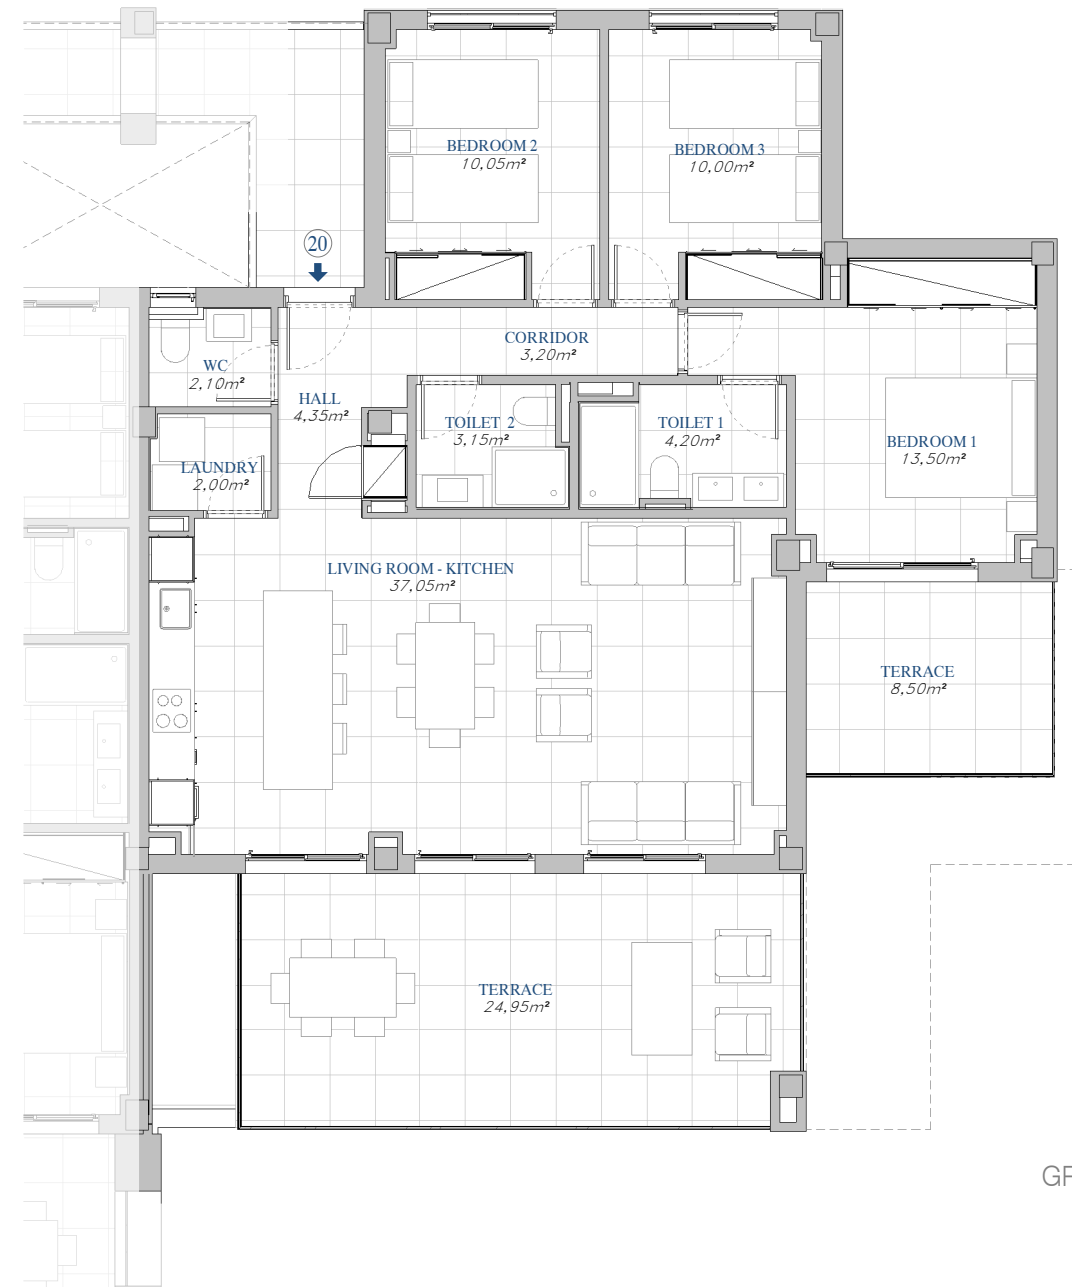 BEDROOM 2
10,05m²
BEDROOM 3
10,00m²
20
CORRIDOR
3,20m²
WC
2,10m²
HALL
4,35m²
TOILET 2
3,15m²
TOILET 1
4,20m²
BEDROOM 1
13,50m²
LAUNDRY
2,00m²
LIVING ROOM - KITCHEN
37,05m²
TERRACE
8,50m²
TERRACE
24,95m²